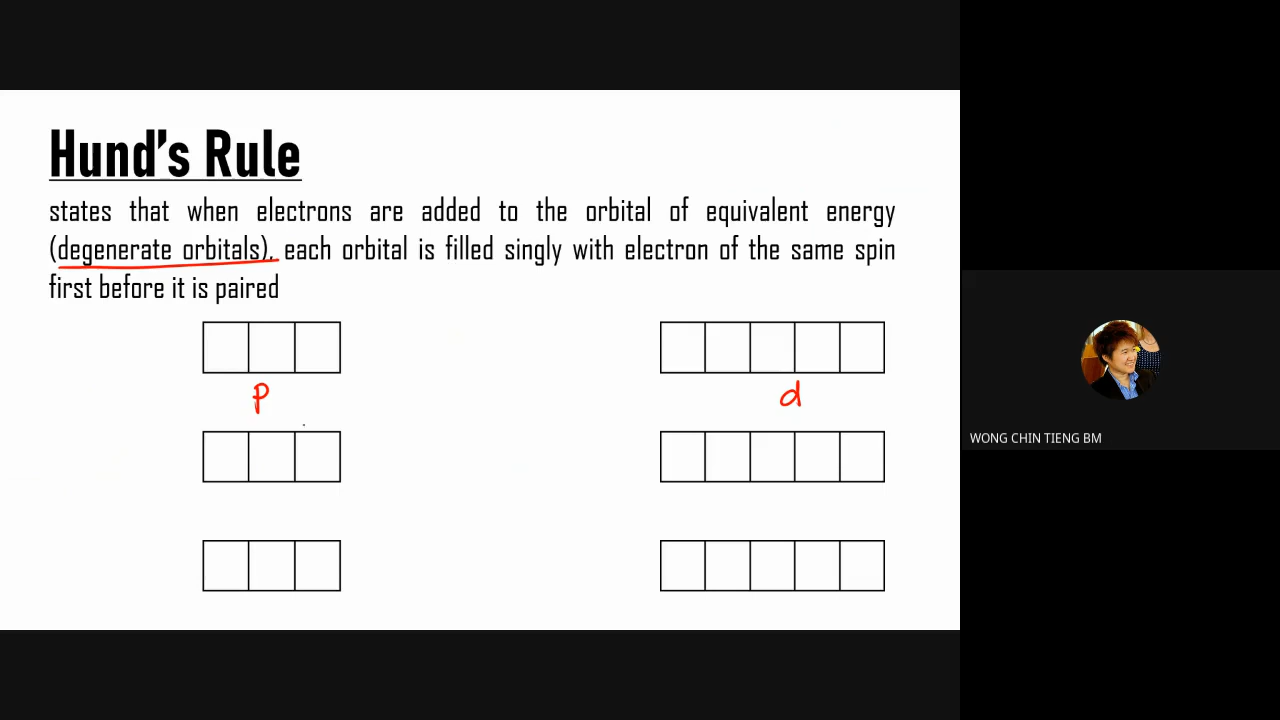 Hund's Rule
states that when electrons are added to the orbital of equivalent energy
(degenerate orbitals), each orbital is filled singly with electron of the same spin
first before it is paired
p
d
WONG CHIN TIENG BM